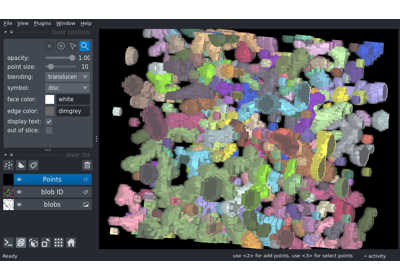 File View Plugins Window Help
layer controls
opacity: 1.00
point size: 10
blending: translucen
symbol: disc
face color: white
edge color: dimgrey
display text:
out of slice:
layer list
Points
blob ID
blobs
Ready
use <2> for add points, use <3> for select points
activity